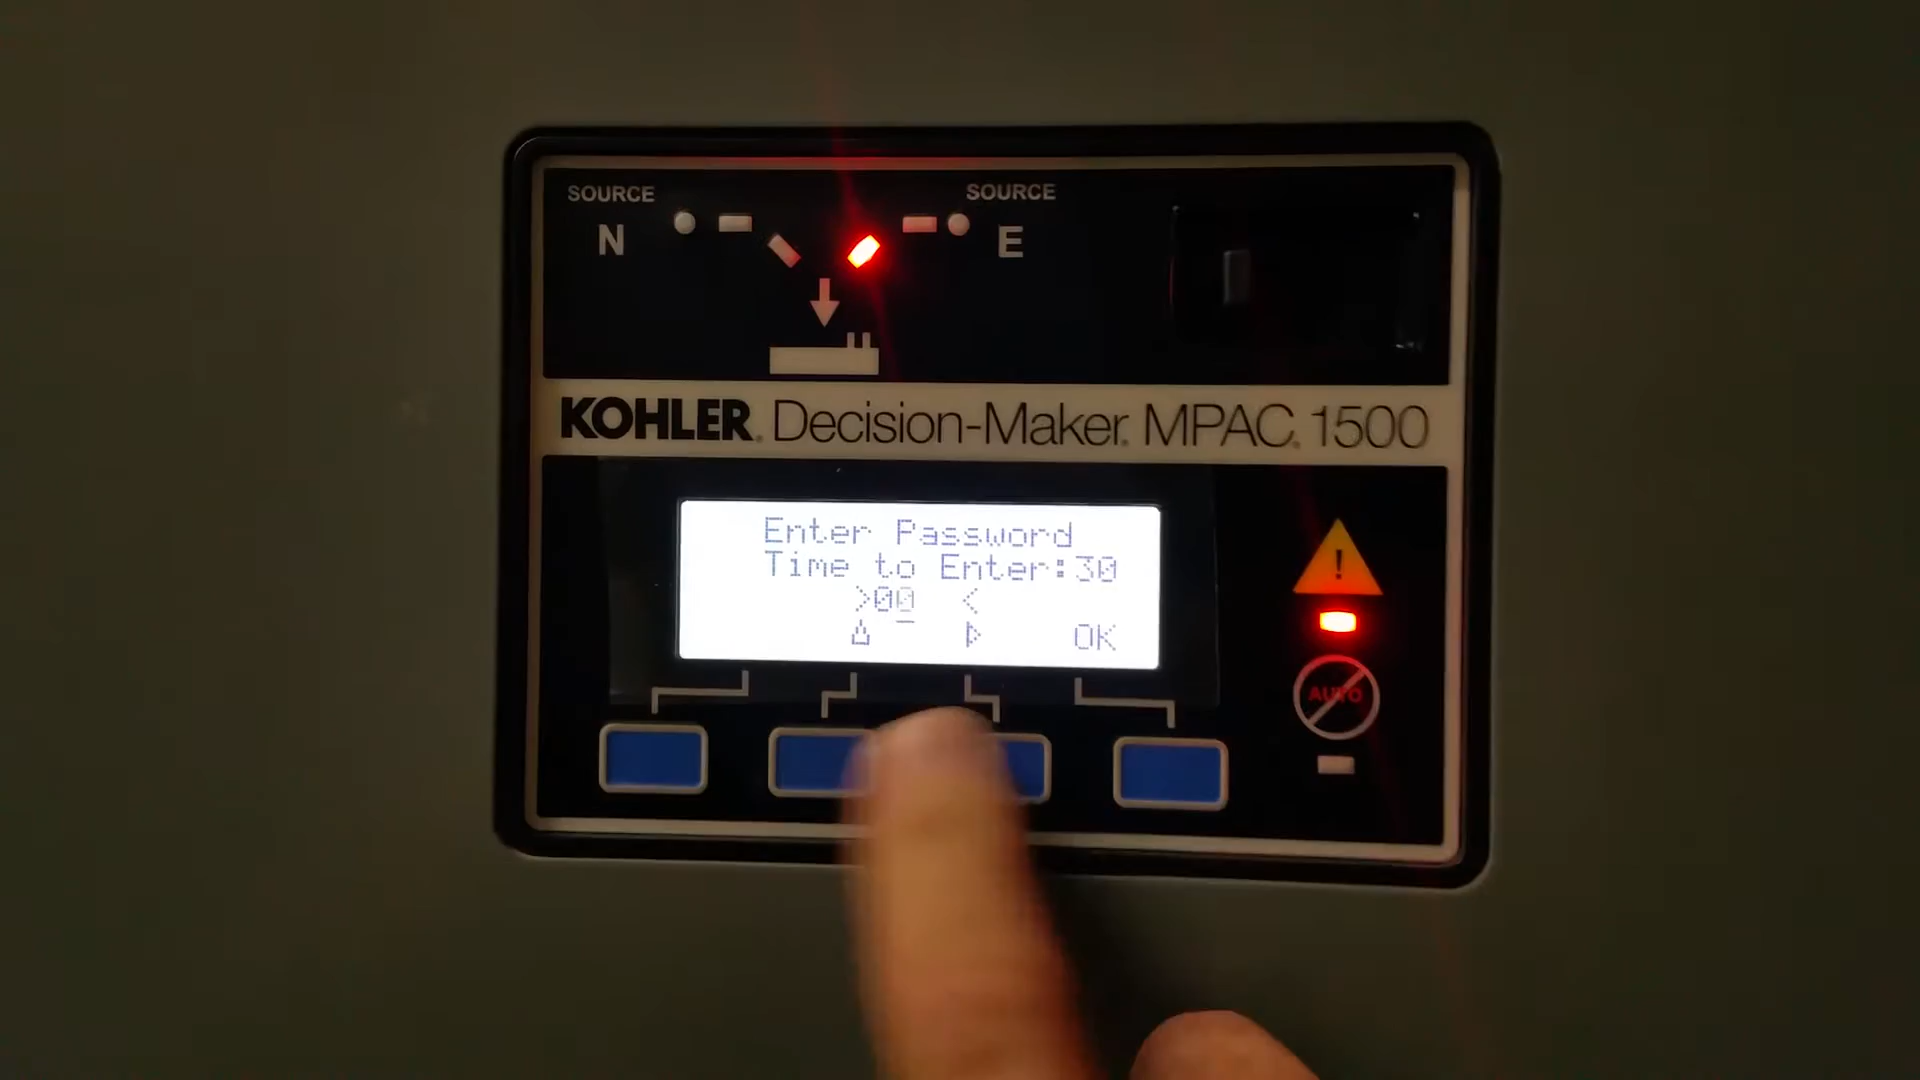 SOURCE
N
SOURCE
E
KOHLER® Decision-Maker® MPAC® 1500
Enter Password
Time to Enter:30
>00 <
OK
!
AUTO